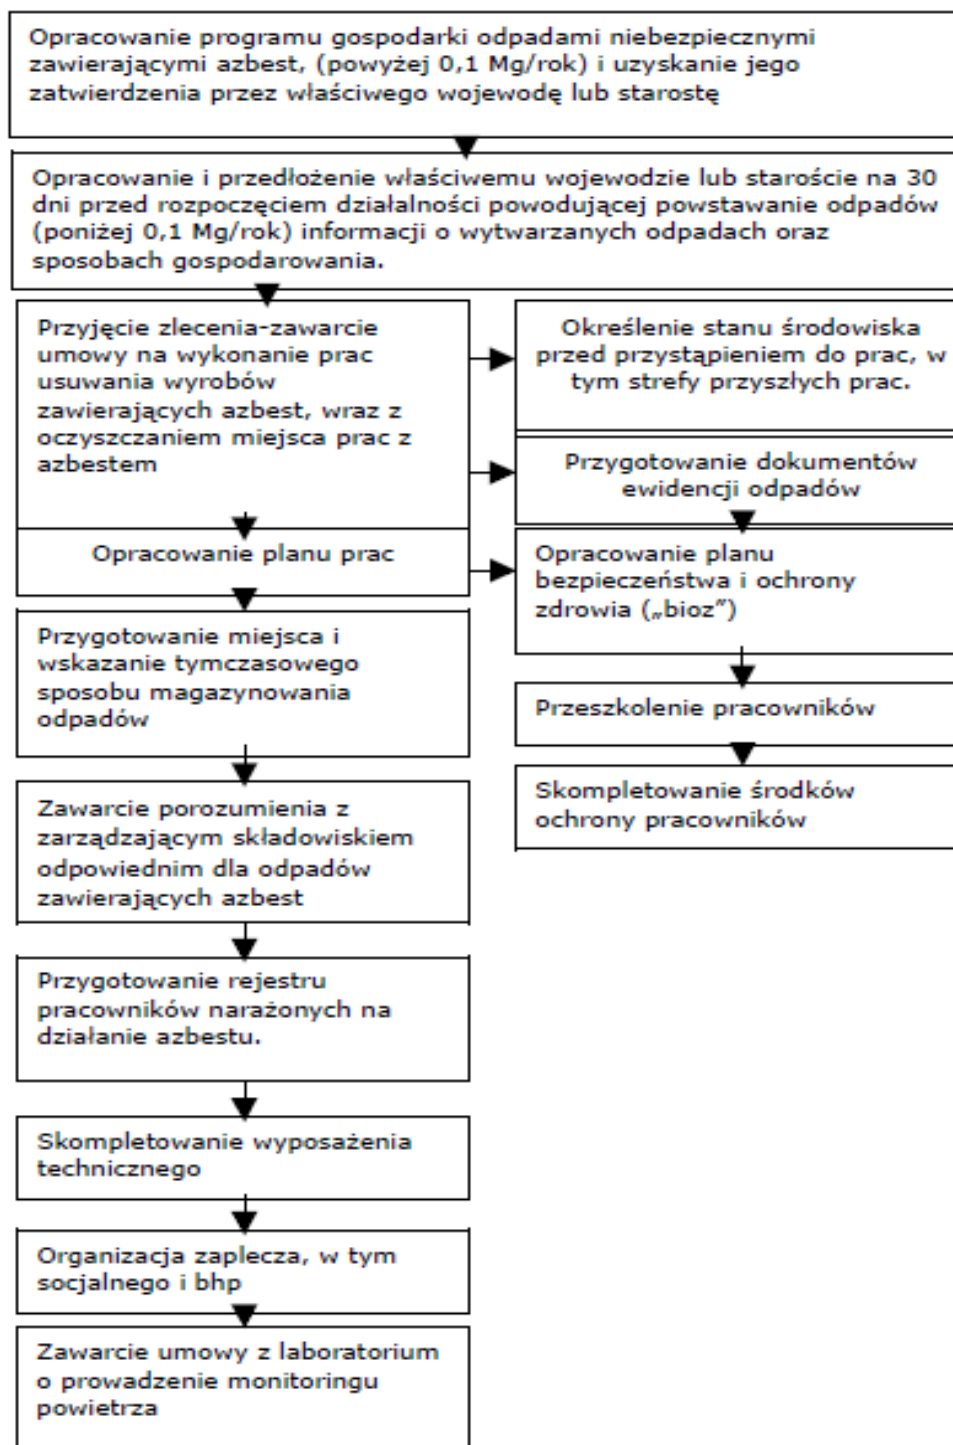 Opracowanie programu gospodarki odpadami niebezpiecznymi
zawierającymi azbest, (powyżej 0,1 Mg/rok) i uzyskanie jego
zatwierdzenia przez właściwego wojewodę lub starostę
Opracowanie i przedłożenie właściwemu wojewodzie lub staroście na 30
dni przed rozpoczęciem działalności powodującej powstawanie odpadów
(poniżej 0,1 Mg/rok) informacji o wytwarzanych odpadach oraz
sposobach gospodarowania.
Przyjęcie zlecenia-zawarcie
umowy na wykonanie prac
usuwania wyrobów
zawierających azbest, wraz z
oczyszczaniem miejsca prac z
azbestem
Określenie stanu środowiska
przed przystąpieniem do prac, w
tym strefy przyszłych prac.
Przygotowanie dokumentów
ewidencji odpadów
Opracowanie planu prac
Opracowanie planu
bezpieczeństwa i ochrony
zdrowia („bioz”)
Przygotowanie miejsca i
wskazanie tymczasowego
sposobu magazynowania
odpadów
Przeszkolenie pracowników
Skompletowanie środków
ochrony pracowników
Zawarcie porozumienia z
zarządzającym składowiskiem
odpowiednim dla odpadów
zawierających azbest
Przygotowanie rejestru
pracowników narażonych na
działanie azbestu.
Skompletowanie wyposażenia
technicznego
Organizacja zaplecza, w tym
socjalnego i bhp
Zawarcie umowy z laboratorium
o prowadzenie monitoringu
powietrza